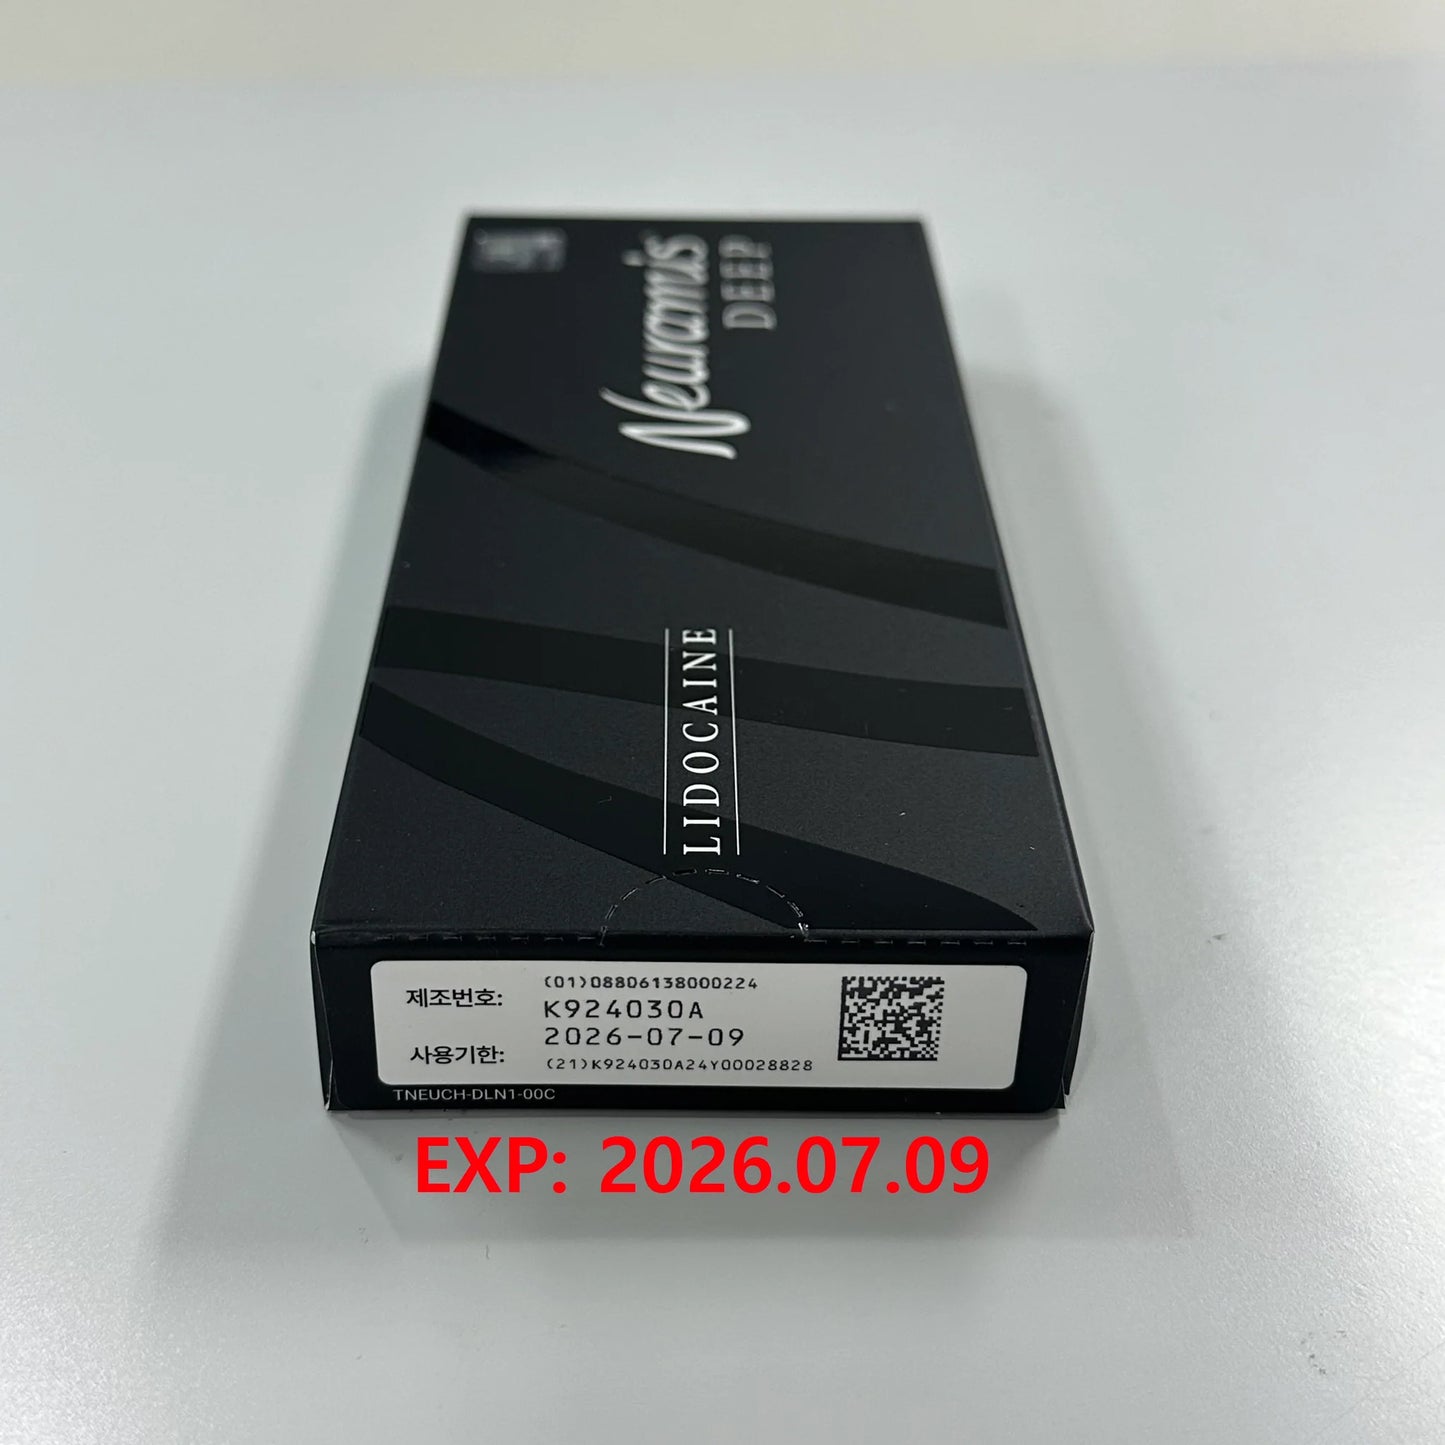 Neuramis
DEEP
LIDOCAINE
제조번호:
(01)08806138000224
K924030A
2026-07-09
사용기한:
(21)K924030A24Y00028828
TNEUCH-DLN1-00C
EXP: 2026.07.09